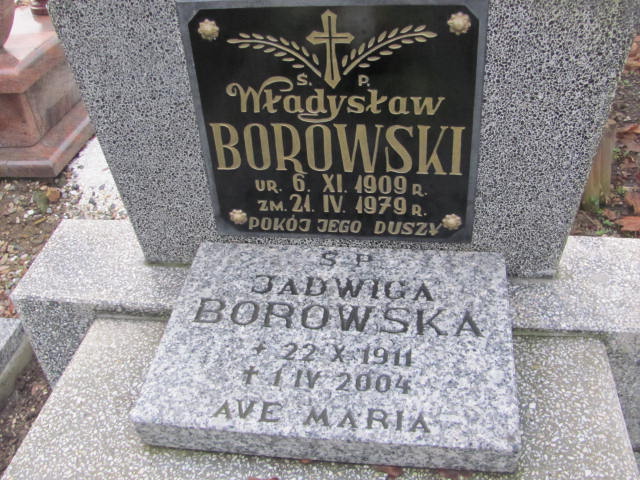 Ś. P.
Władysław
BOROWSKI
UR. 6. XI. 1909 R.
ZM. 21. IV. 1979 R.
POKÓJ JEGO DUSZY
Ś P.
JADWIGA
BOROWSKA
+ 22 X 1911
† 1 IV 2004
AVE MARIA